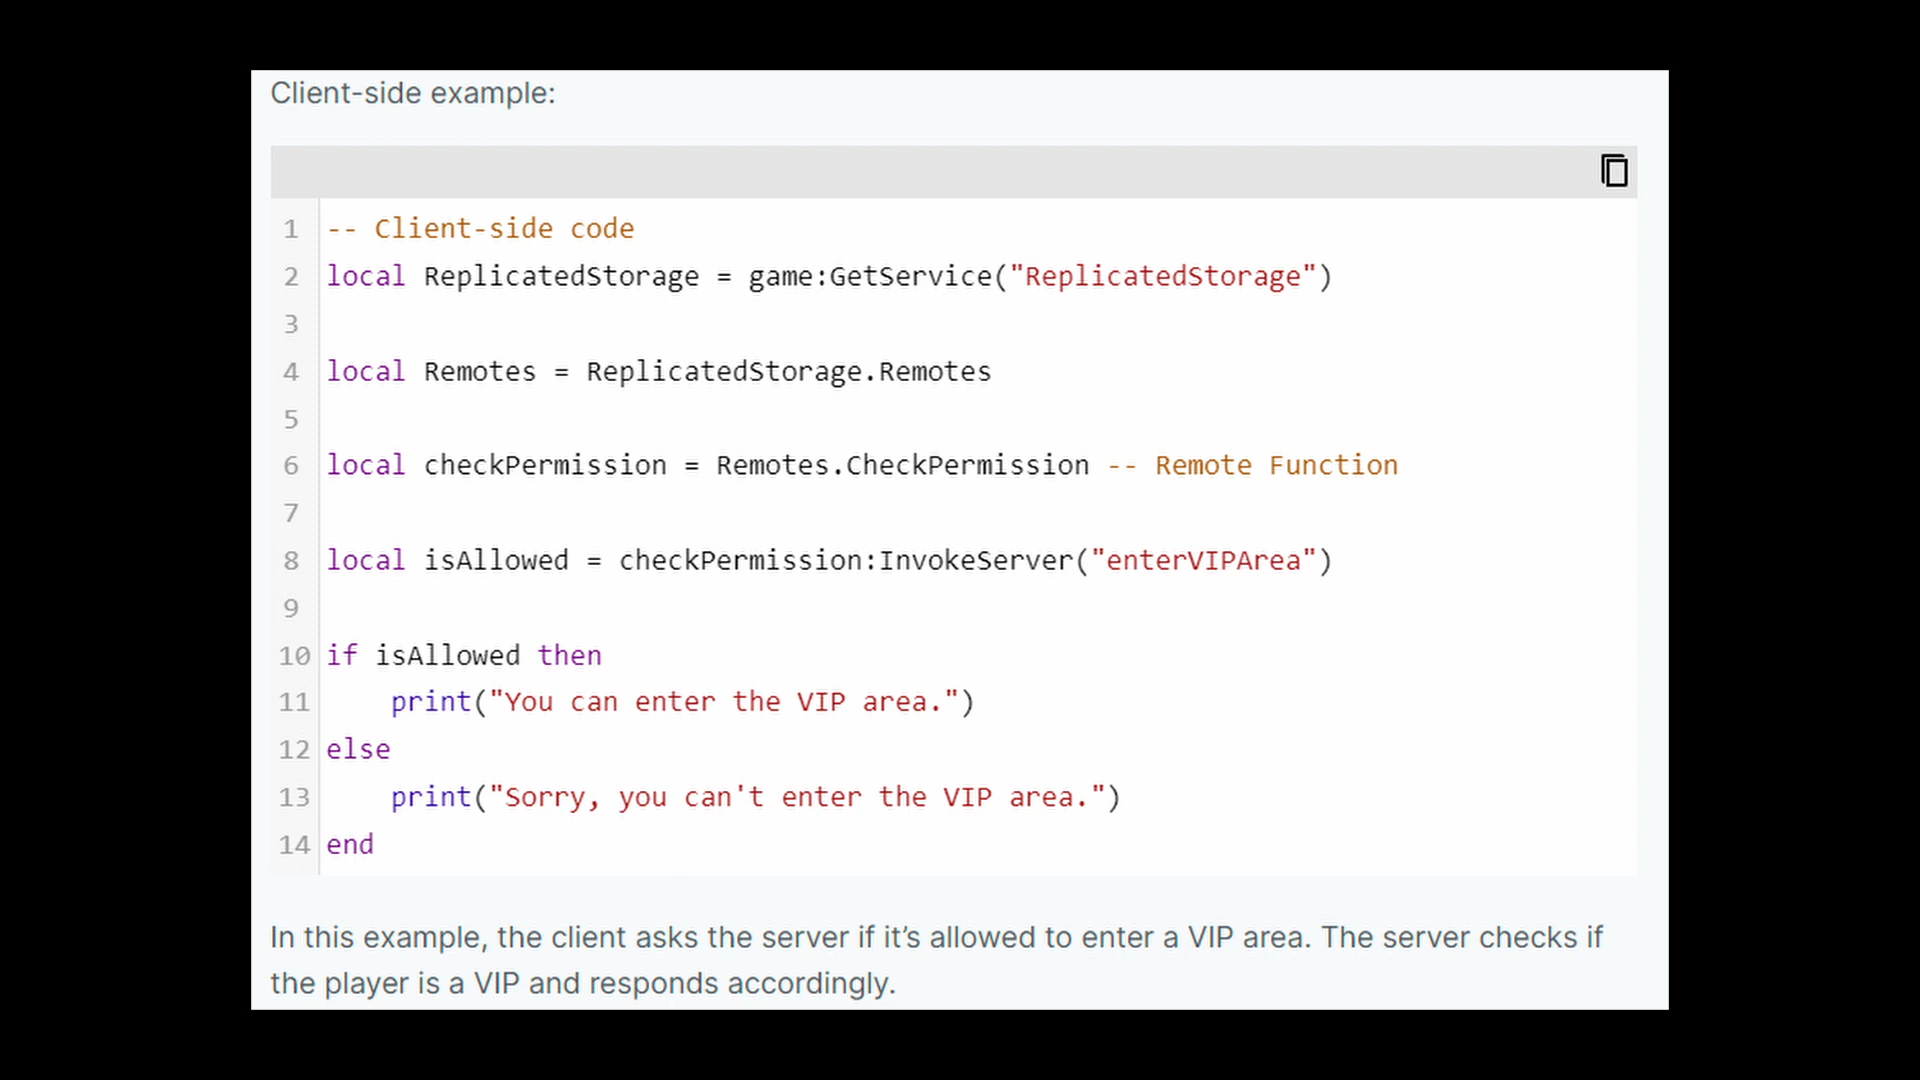 Client-side example:
1 -- Client-side code
2 local ReplicatedStorage = game:GetService("ReplicatedStorage")
3
4 local Remotes = ReplicatedStorage.Remotes
5
6 local checkPermission = Remotes.CheckPermission -- Remote Function
7
8 local isAllowed = checkPermission:InvokeServer("enterVIPArea")
9
10 if isAllowed then
11     print("You can enter the VIP area.")
12 else
13     print("Sorry, you can't enter the VIP area.")
14 end
In this example, the client asks the server if it’s allowed to enter a VIP area. The server checks if
the player is a VIP and responds accordingly.